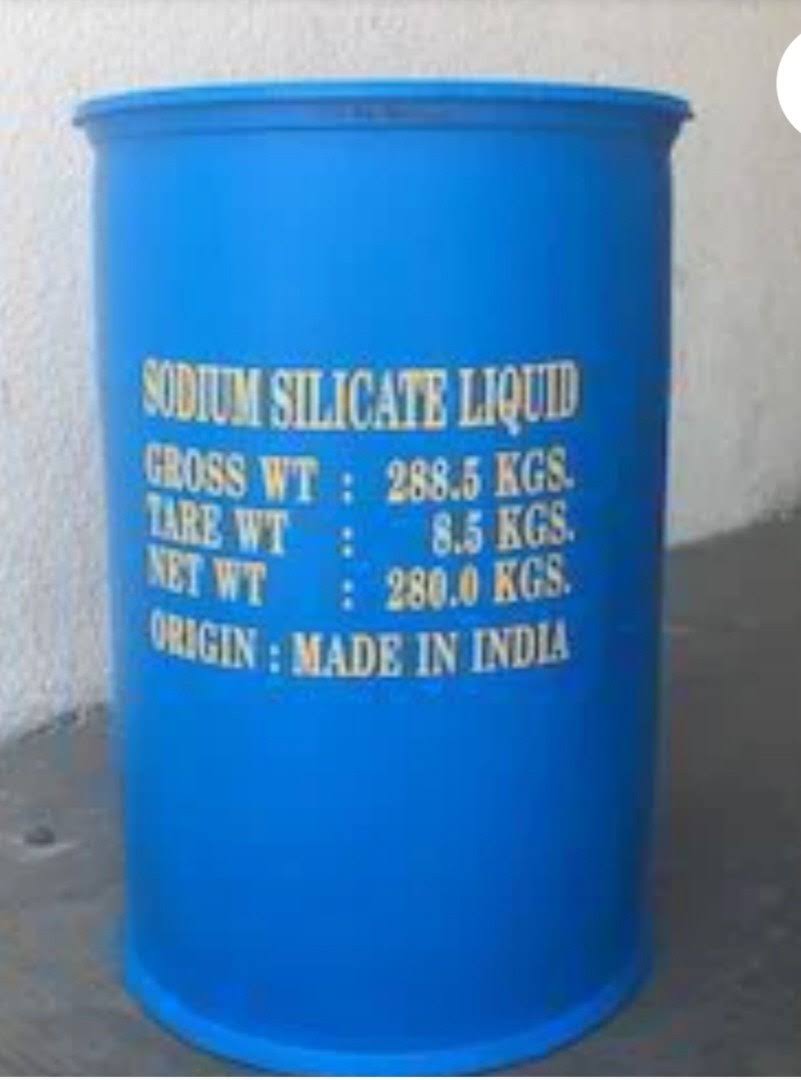 SODIUM SILICATE LIQUID
GROSS WT : 288.5 KGS.
TARE WT : 8.5 KGS.
NET WT : 280.0 KGS.
ORIGIN : MADE IN INDIA